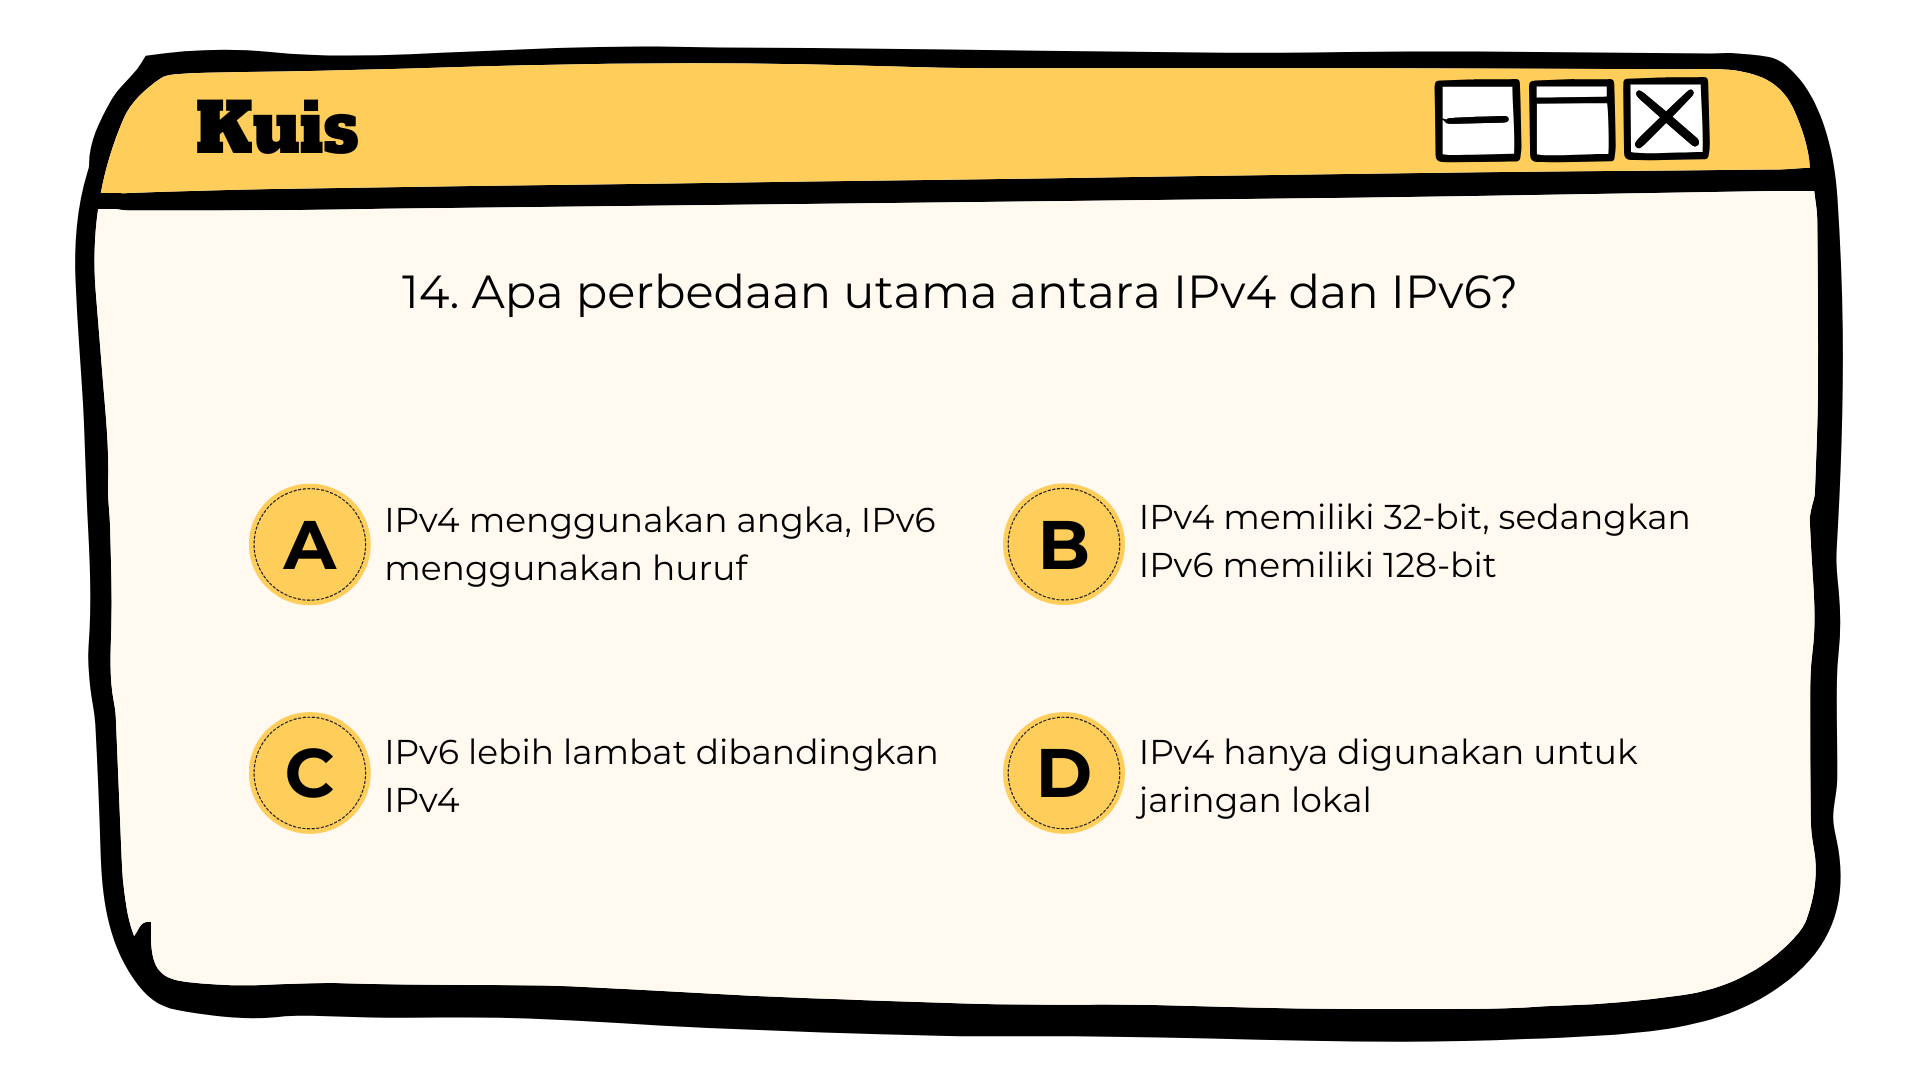 Kuis
14. Apa perbedaan utama antara IPv4 dan IPv6?
A
IPv4 menggunakan angka, IPv6
menggunakan huruf
B
IPv4 memiliki 32-bit, sedangkan
IPv6 memiliki 128-bit
C
IPv6 lebih lambat dibandingkan
IPv4
D
IPv4 hanya digunakan untuk
jaringan lokal